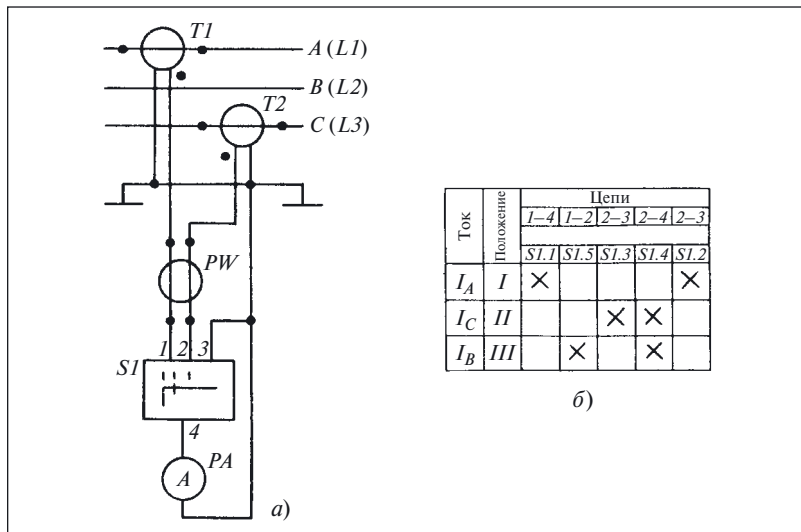 T1
A (L1)
B (L2)
T2
C (L3)
PW
1 2 3
S1
4
PA
A
а)
Ток Положение Цепи
1–4 1–2 2–3 2–4 2–3
S1.1 S1.5 S1.3 S1.4 S1.2
I_A I × ×
I_C II × ×
I_B III × ×
б)